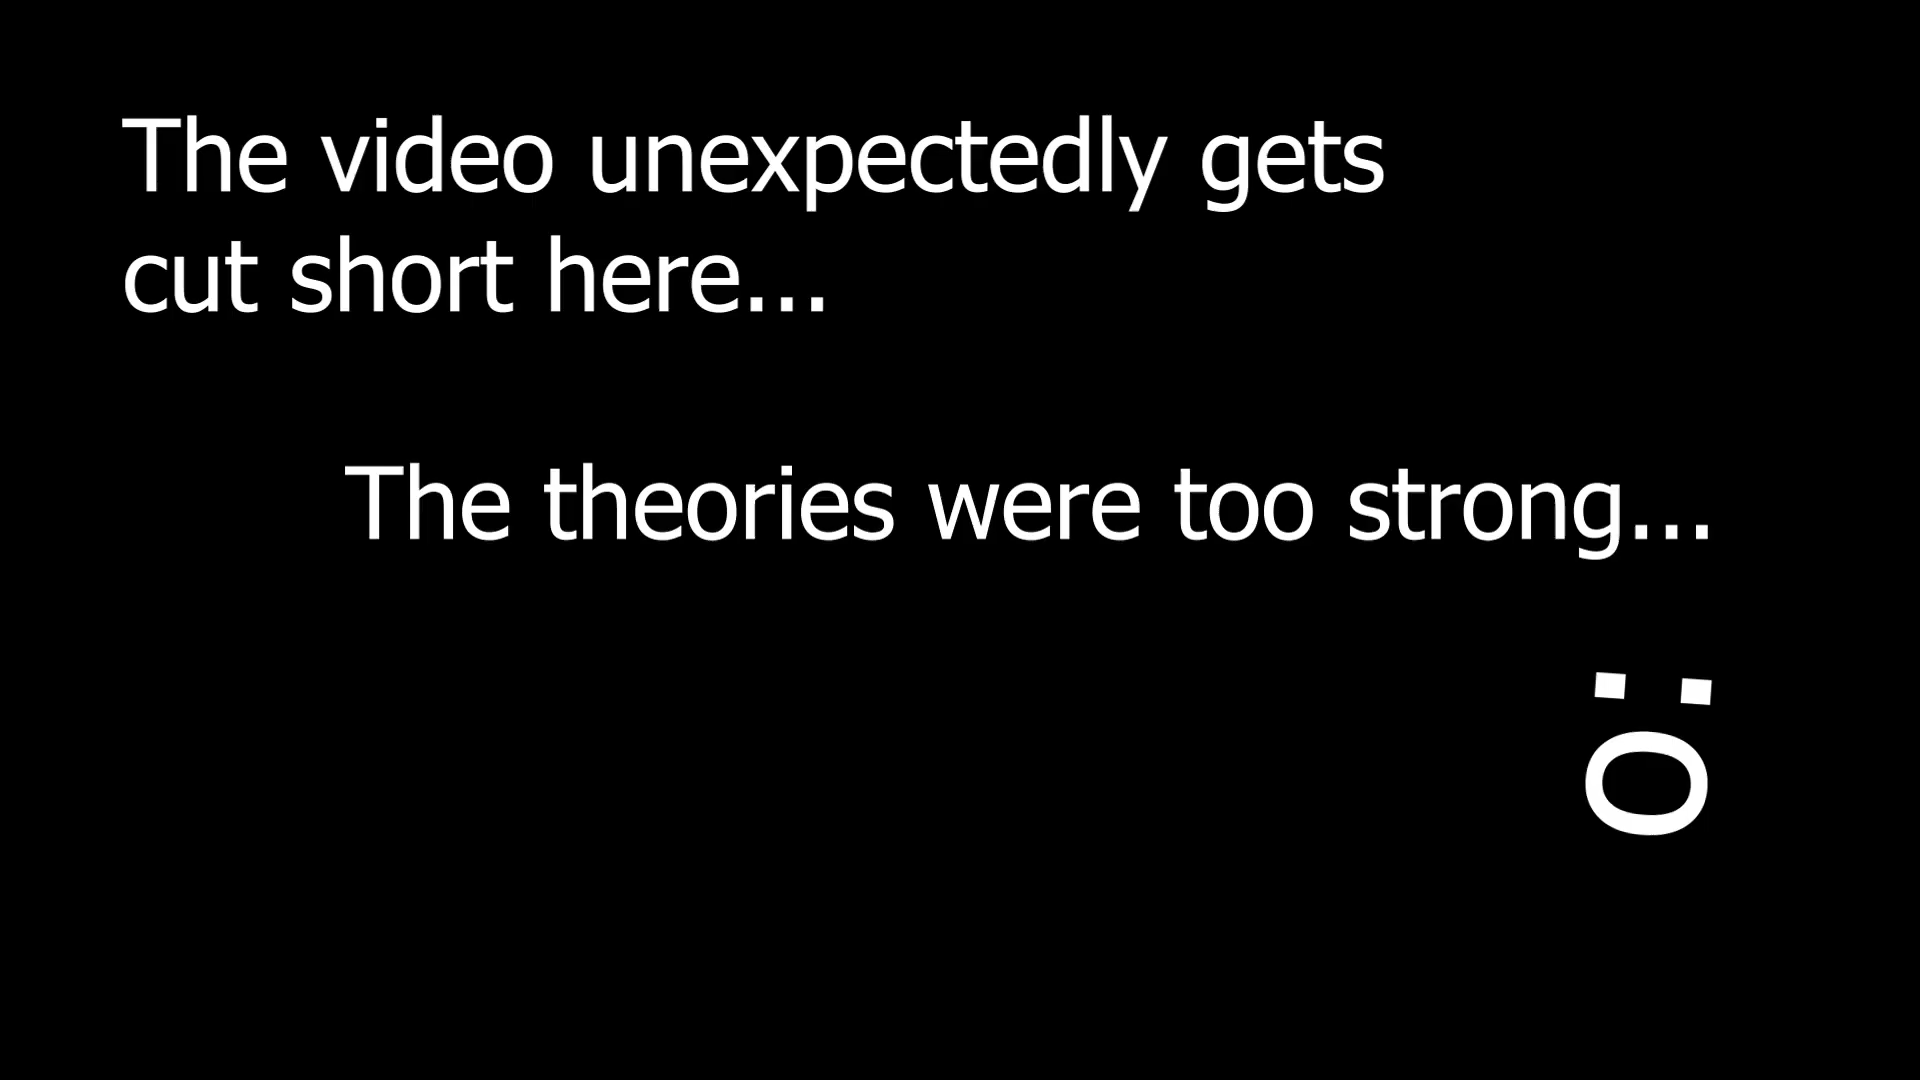 The video unexpectedly gets
cut short here...
The theories were too strong...
:O